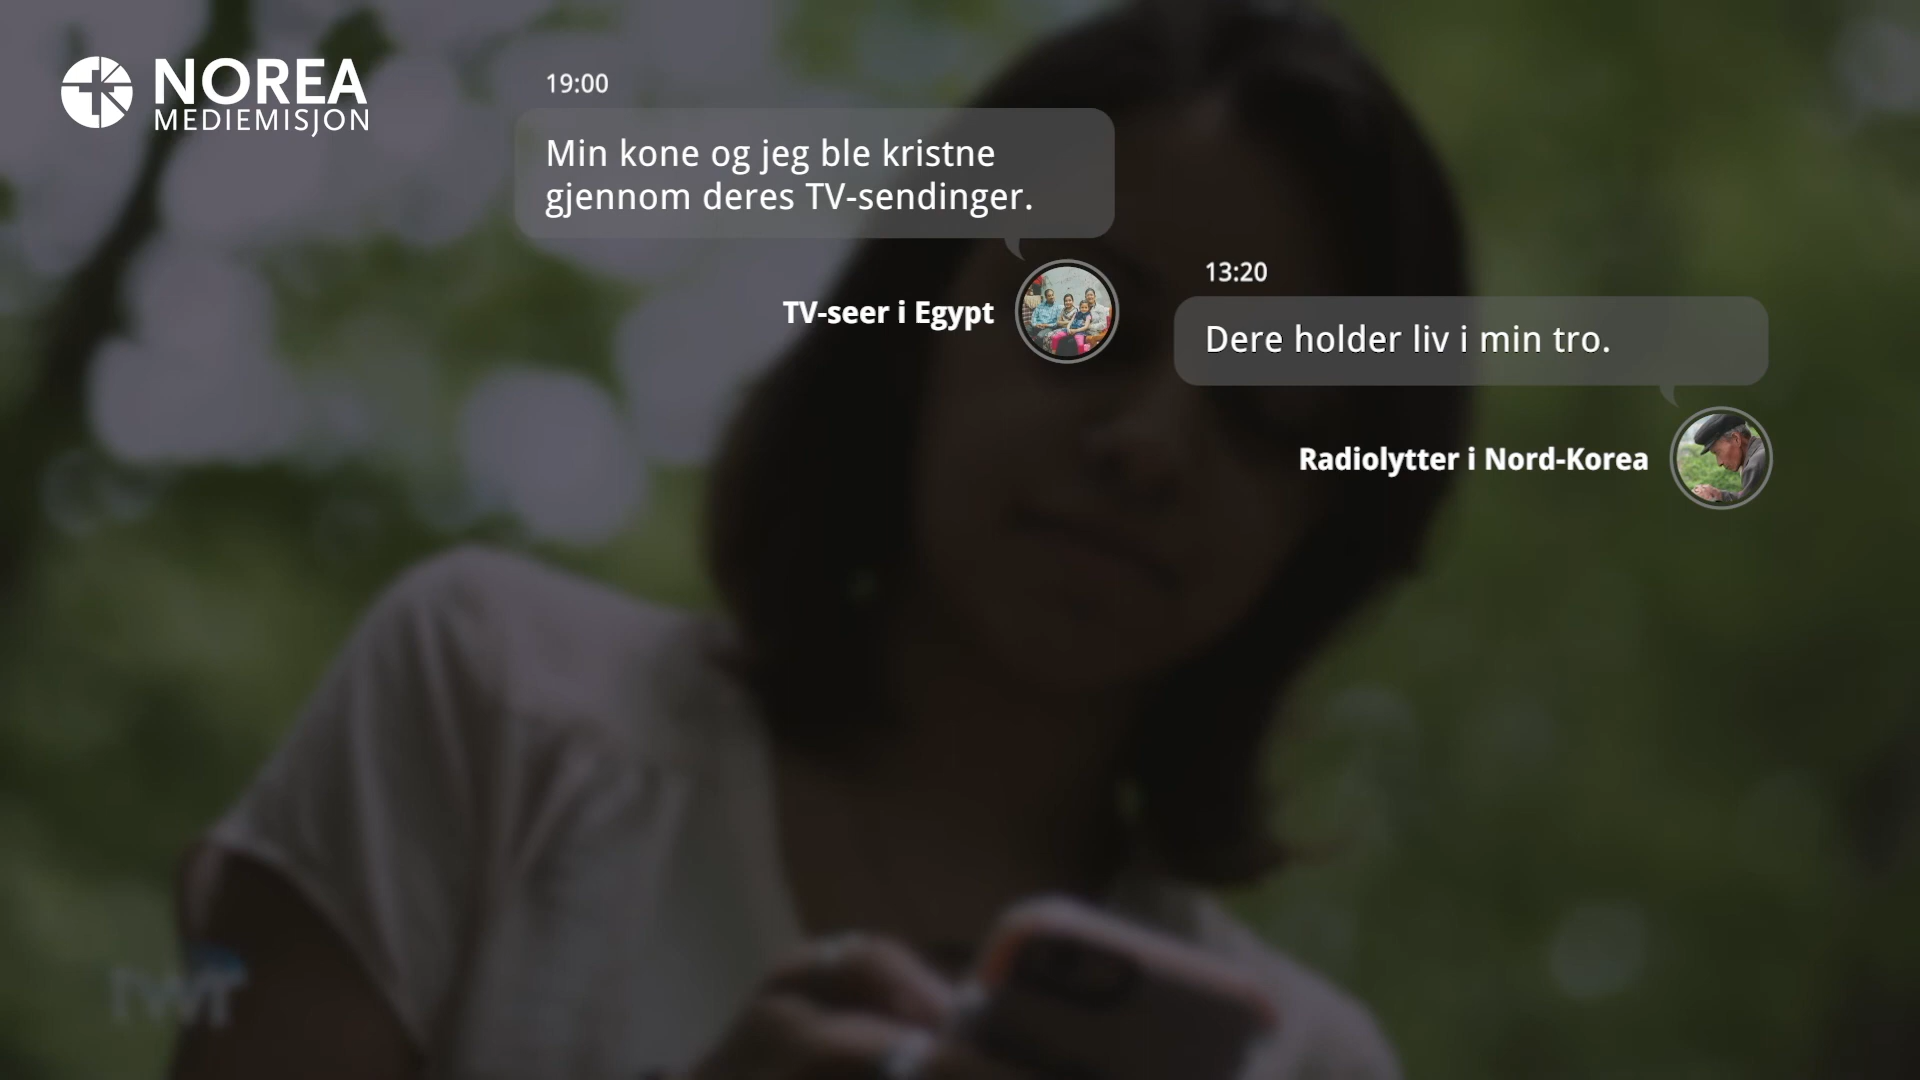 NOREA
MEDIEMISJON
19:00
Min kone og jeg ble kristne
gjennom deres TV-sendinger.
TV-seer i Egypt
13:20
Dere holder liv i min tro.
Radiolytter i Nord-Korea